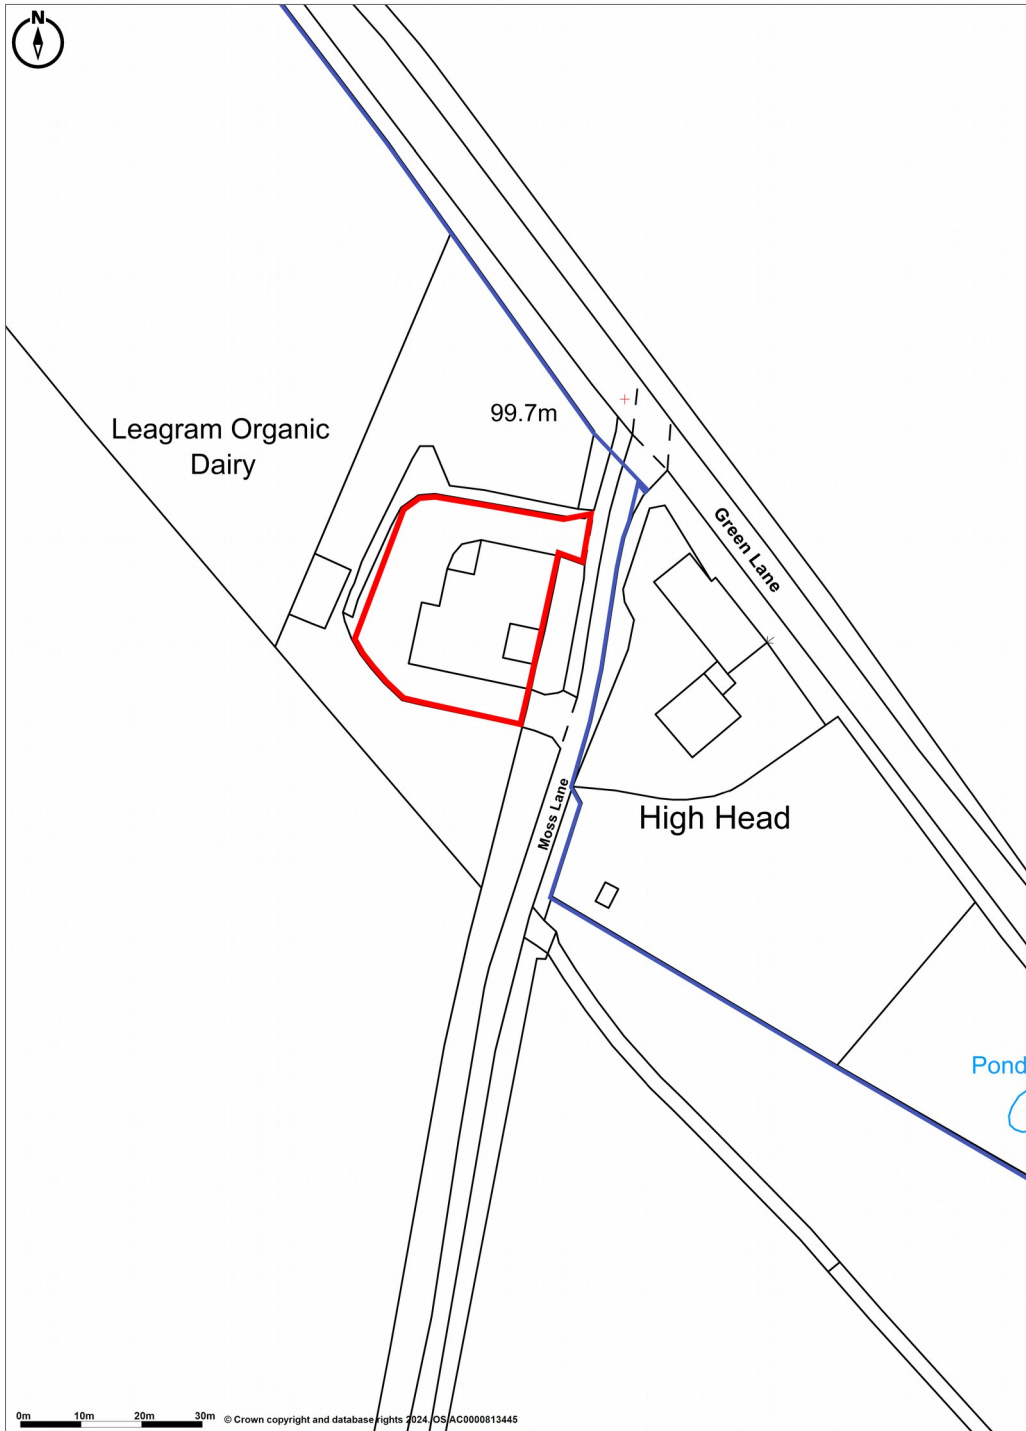 N
99.7m
Leagram Organic
Dairy
Green Lane
Moss Lane
High Head
Pond
0m 10m 20m 30m
© Crown copyright and database rights 2024. OS AC0000813445